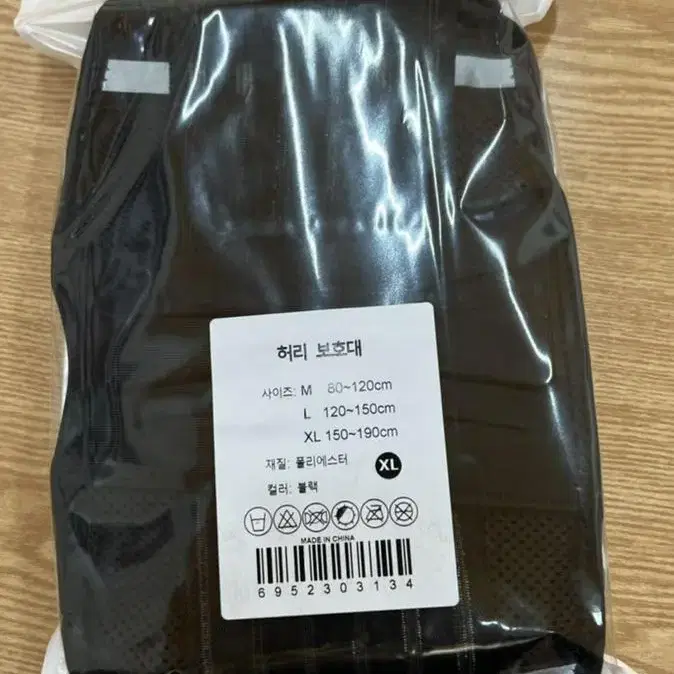 허리 보호대
사이즈: M 80~120cm
L 120~150cm
XL 150~190cm
재질: 폴리에스터
XL
컬러: 블랙
MADE IN CHINA
6952303134